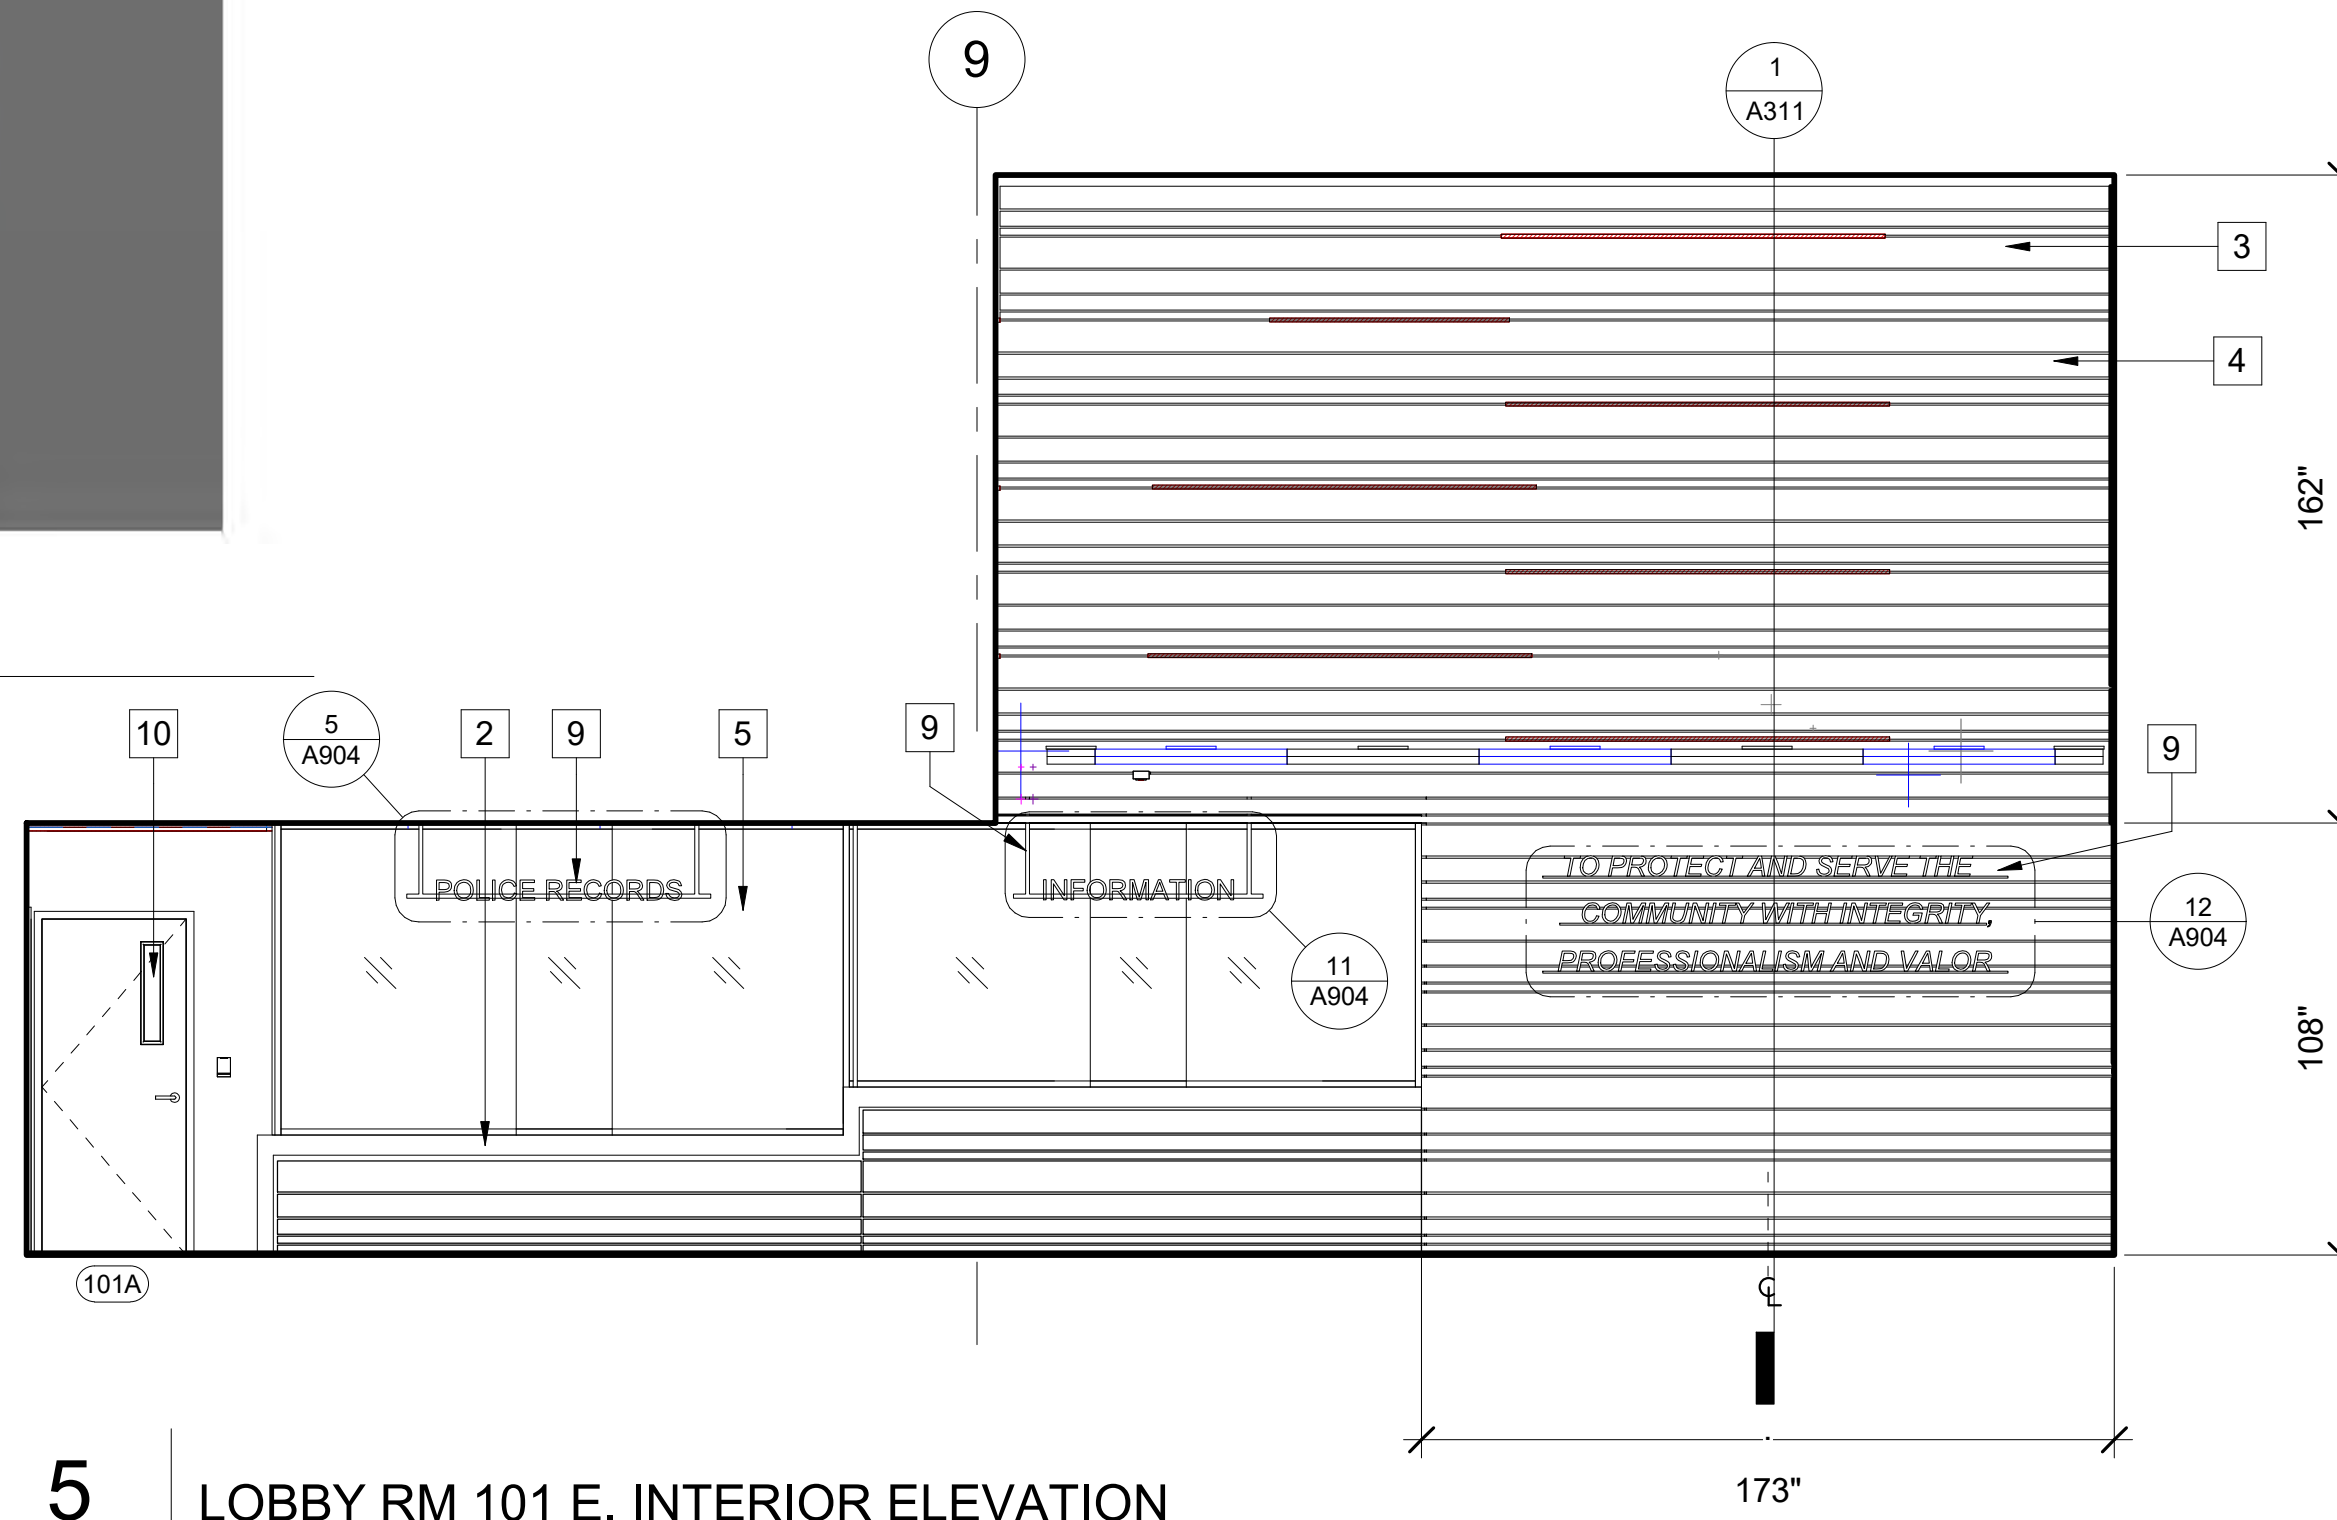 9
1
A311
3
4
162"
10
5
A904
2
9
5
9
9
POLICE RECORDS
INFORMATION
TO PROTECT AND SERVE THE
COMMUNITY WITH INTEGRITY,
PROFESSIONALISM AND VALOR
12
A904
11
A904
108"
101A
CL
173"
5
LOBBY RM 101 E. INTERIOR ELEVATION